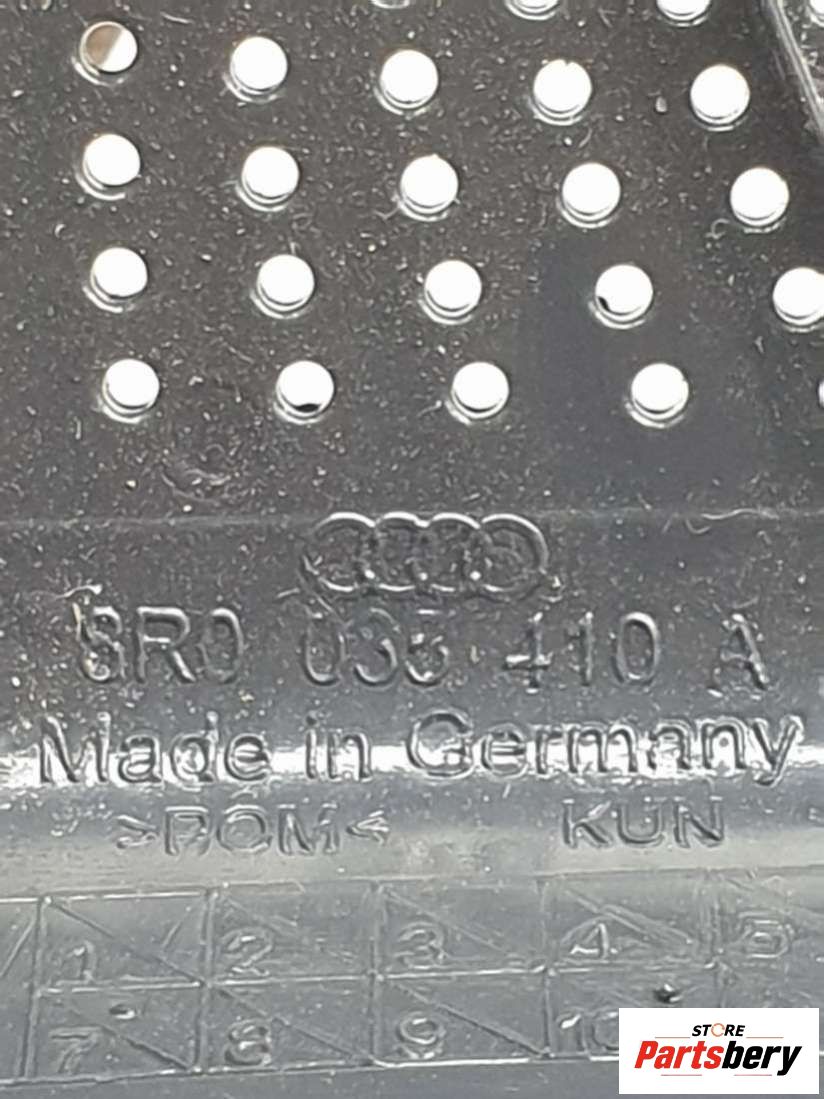 8R0 035 410 A
Made in Germany
>POM< KUN
1 2 3 4 5
7 8 9 10
STORE
Partsbery